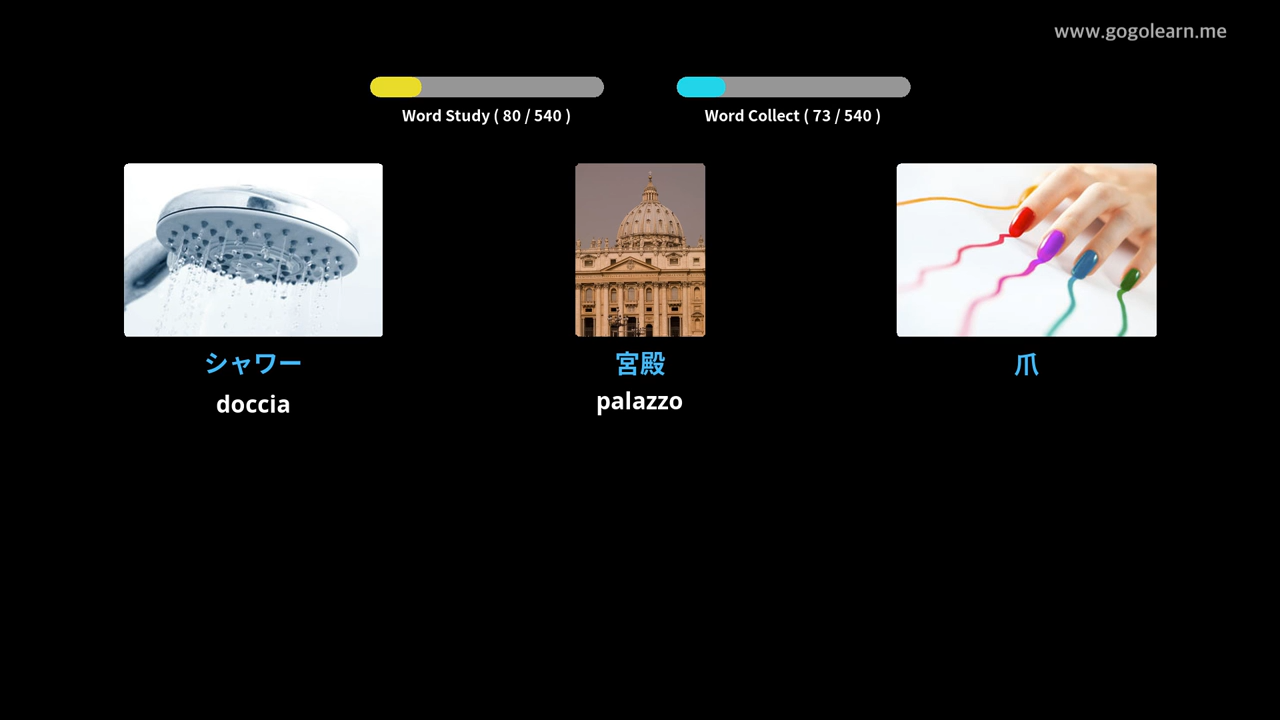 www.gogolearn.me
Word Study ( 80 / 540 )
Word Collect ( 73 / 540 )
シャワー
doccia
宮殿
palazzo
爪